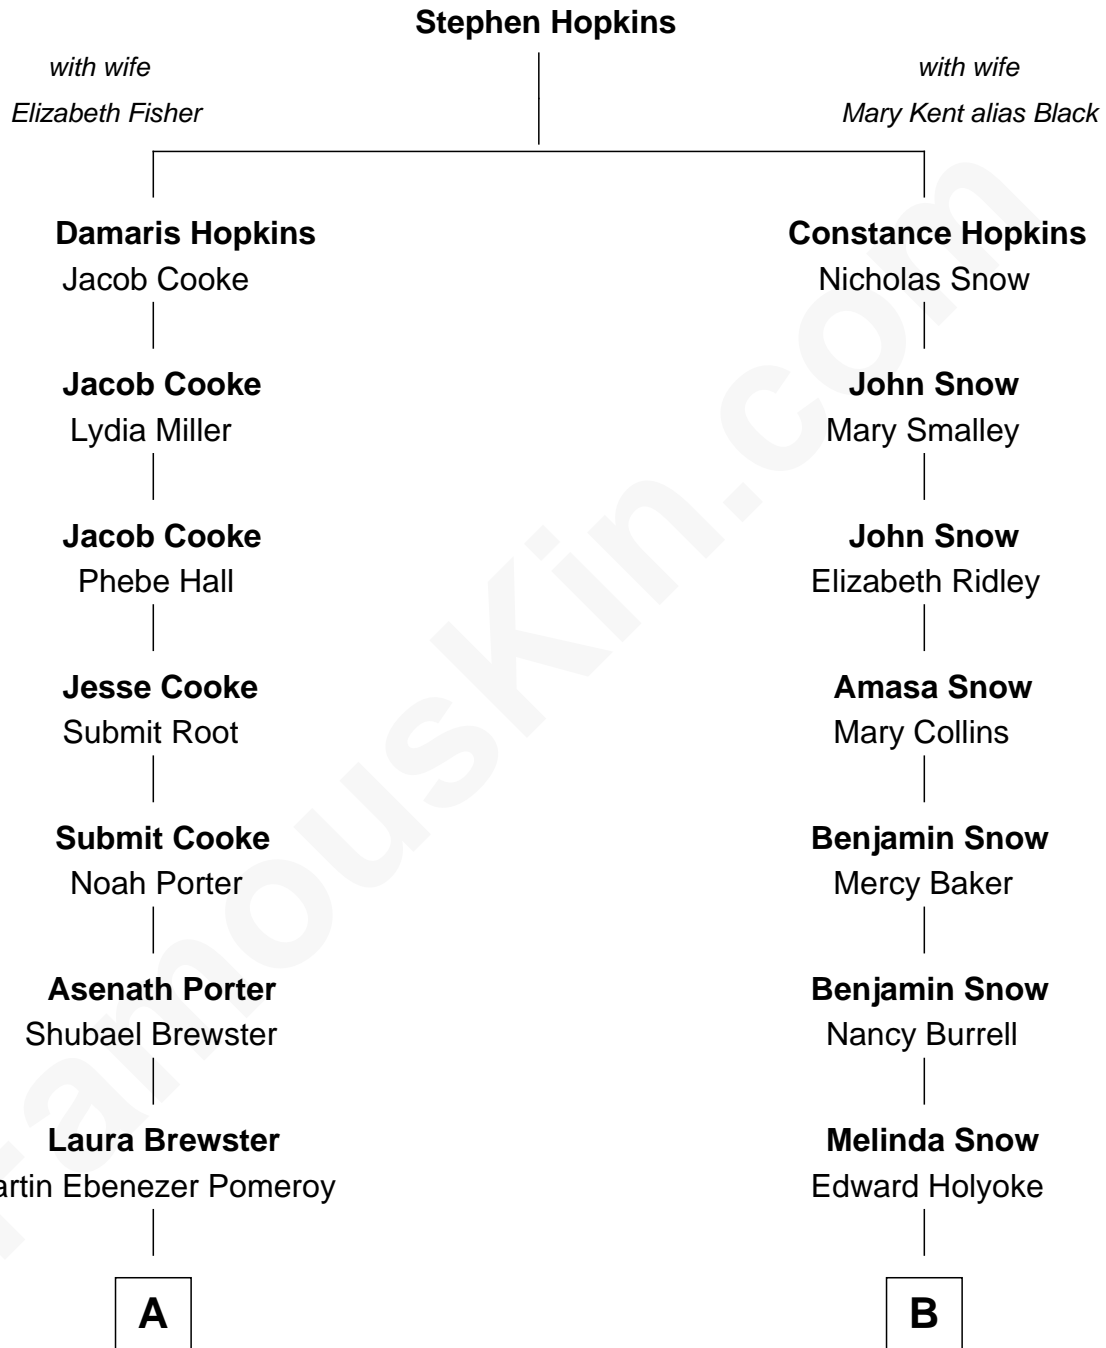 Stephen Hopkins
with wife
Elizabeth Fisher
with wife
Mary Kent alias Black
Damaris Hopkins
Jacob Cooke
Constance Hopkins
Nicholas Snow
Jacob Cooke
Lydia Miller
John Snow
Mary Smalley
Jacob Cooke
Phebe Hall
John Snow
Elizabeth Ridley
Jesse Cooke
Submit Root
Amasa Snow
Mary Collins
Submit Cooke
Noah Porter
Benjamin Snow
Mercy Baker
Asenath Porter
Shubael Brewster
Benjamin Snow
Nancy Burrell
Laura Brewster
artin Ebenezer Pomeroy
Melinda Snow
Edward Holyoke
A
B
FamousKin.com